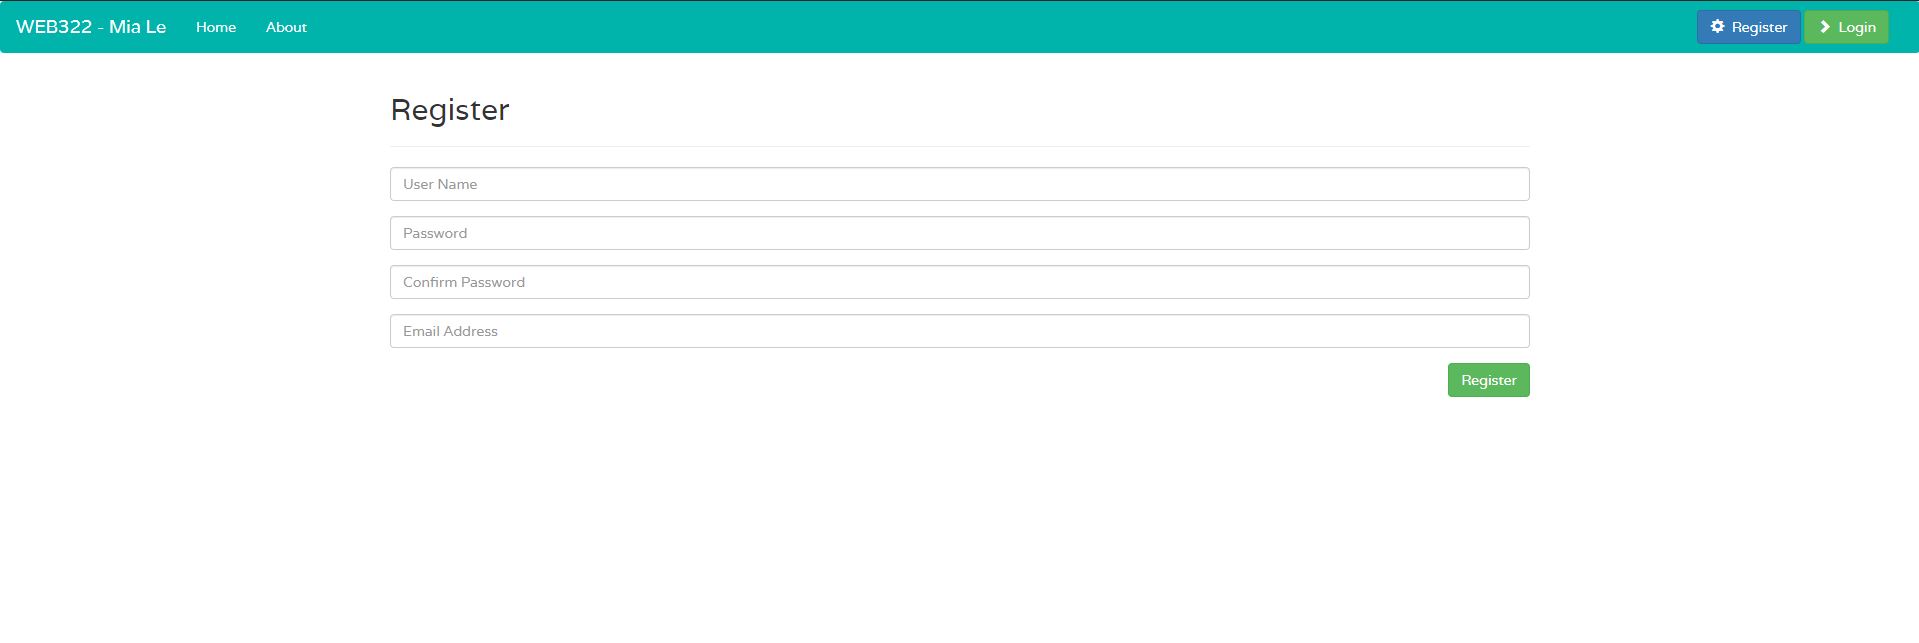 WEB322 - Mia Le Home About Register Login
Register
User Name
Password
Confirm Password
Email Address
Register